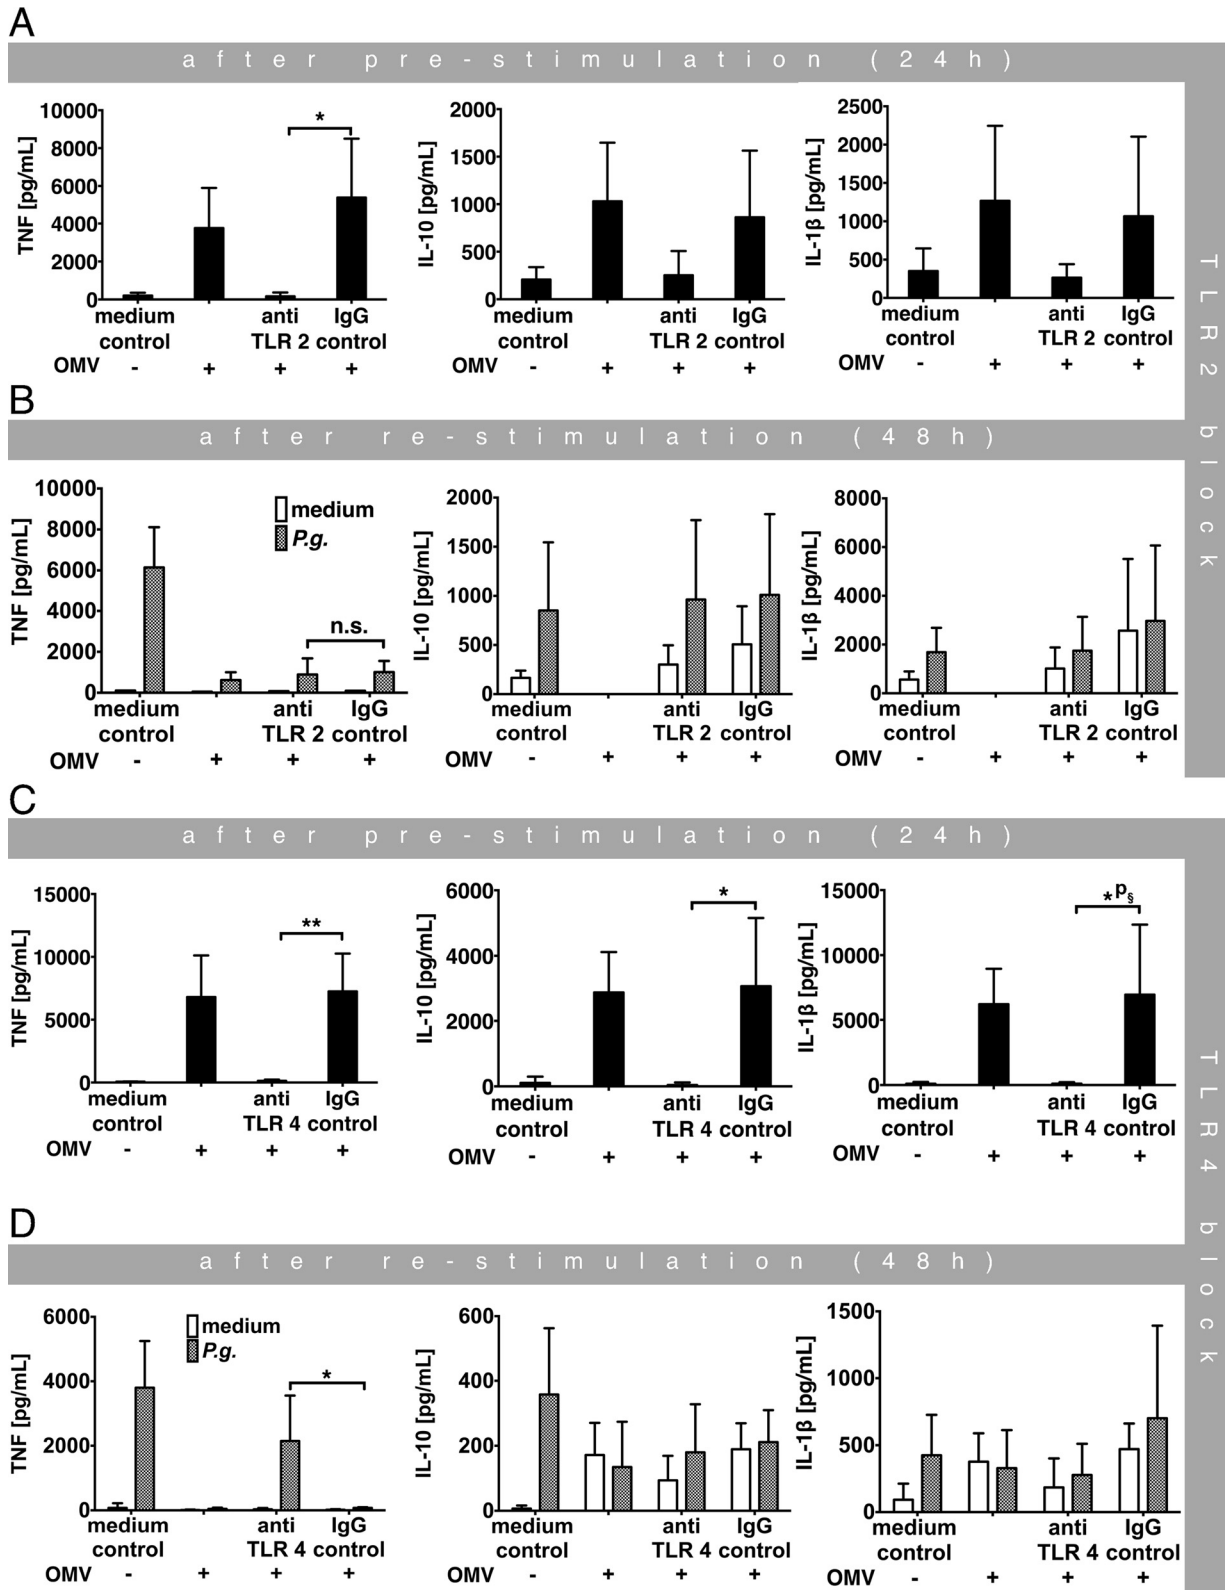 A
after pre-stimulation (24h)
TNF [pg/mL]
10000
8000
6000
4000
2000
0
*
medium control
anti TLR 2
IgG control
OMV - + + +
IL-10 [pg/mL]
2000
1500
1000
500
0
medium control
anti TLR 2
IgG control
- + + +
IL-1β [pg/mL]
2500
2000
1500
1000
500
0
medium control
anti TLR 2
IgG control
OMV - + + +
TLR2 block
B
after re-stimulation (48h)
TNF [pg/mL]
10000
8000
6000
4000
2000
0
medium
P.g.
n.s.
medium control
anti TLR 2
IgG control
OMV - + + +
IL-10 [pg/mL]
2000
1500
1000
500
0
medium control
anti TLR 2
IgG control
OMV - + + +
IL-1β [pg/mL]
8000
6000
4000
2000
0
medium control
anti TLR 2
IgG control
OMV - + + +
C
after pre-stimulation (24h)
TNF [pg/mL]
15000
10000
5000
0
**
medium control
anti TLR 4
IgG control
OMV - + + +
IL-10 [pg/mL]
6000
4000
2000
0
*
medium control
anti TLR 4
IgG control
OMV - + + +
IL-1β [pg/mL]
15000
10000
5000
0
*p§
medium control
anti TLR 4
IgG control
OMV - + + +
TLR4 block
D
after re-stimulation (48h)
TNF [pg/mL]
6000
4000
2000
0
medium
P.g.
*
medium control
anti TLR 4
IgG control
OMV - + + +
IL-10 [pg/mL]
600
400
200
0
medium control
anti TLR 4
IgG control
OMV - + + +
IL-1β [pg/mL]
1500
1000
500
0
medium control
anti TLR 4
IgG control
OMV - + + +